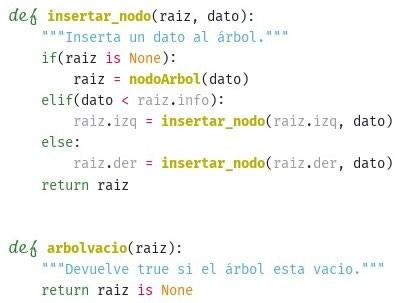 def insertar_nodo(raiz, dato):
    """Inserta un dato al árbol."""
    if(raiz is None):
        raiz = nodoArbol(dato)
    elif(dato < raiz.info):
        raiz.izq = insertar_nodo(raiz.izq, dato)
    else:
        raiz.der = insertar_nodo(raiz.der, dato)
    return raiz

def arbolvacio(raiz):
    """Devuelve true si el árbol esta vacio."""
    return raiz is None